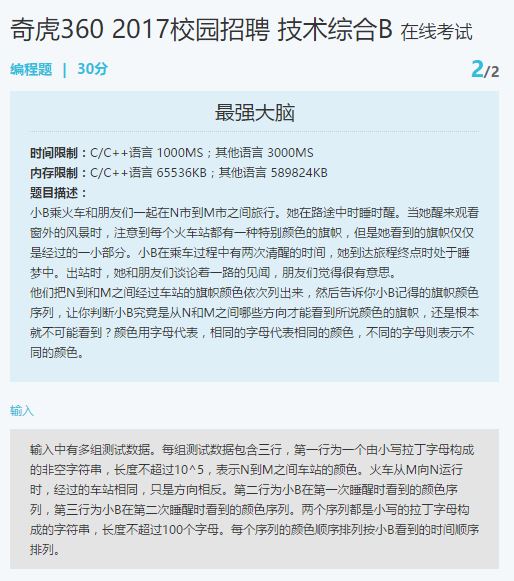 奇虎360 2017校园招聘 技术综合B 在线考试
编程题 | 30分 2/2
最强大脑
时间限制：C/C++语言 1000MS；其他语言 3000MS
内存限制：C/C++语言 65536KB；其他语言 589824KB
题目描述：
小B乘火车和朋友们一起在N市到M市之间旅行。她在路途中时睡时醒。当她醒来观看
窗外的风景时，注意到每个火车站都有一种特别颜色的旗帜，但是她看到的旗帜仅仅
是经过的一小部分。小B在乘车过程中有两次清醒的时间，她到达旅程终点时处于睡
梦中。出站时，她和朋友们谈论着一路的见闻，朋友们觉得很有意思。
他们把N到和M之间经过车站的旗帜颜色依次列出来，然后告诉你小B记得的旗帜颜色
序列，让你判断小B究竟是从N和M之间哪些方向才能看到所说颜色的旗帜，还是根本
就不可能看到？颜色用字母代表，相同的字母代表相同的颜色，不同的字母则表示不
同的颜色。
输入
输入中有多组测试数据。每组测试数据包含三行，第一行为一个由小写拉丁字母构成
的非空字符串，长度不超过10^5，表示N到M之间车站的颜色。火车从M向N运行
时，经过的车站相同，只是方向相反。第二行为小B在第一次睡醒时看到的颜色序
列，第三行为小B在第二次睡醒时看到的颜色序列。两个序列都是小写的拉丁字母构
成的字符串，长度不超过100个字母。每个序列的颜色顺序排列按小B看到的时间顺序
排列。